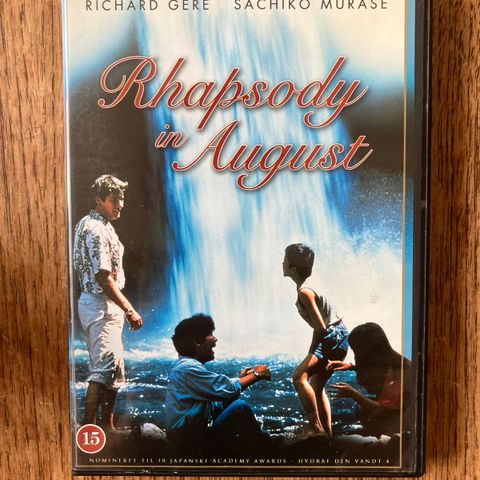 RICHARD GERE SACHIKO MURASE
Rhapsody
in August
15
NOMINERET TIL 10 JAPANSKE ACADEMY AWARDS - HVORAF DEN VANDT 4